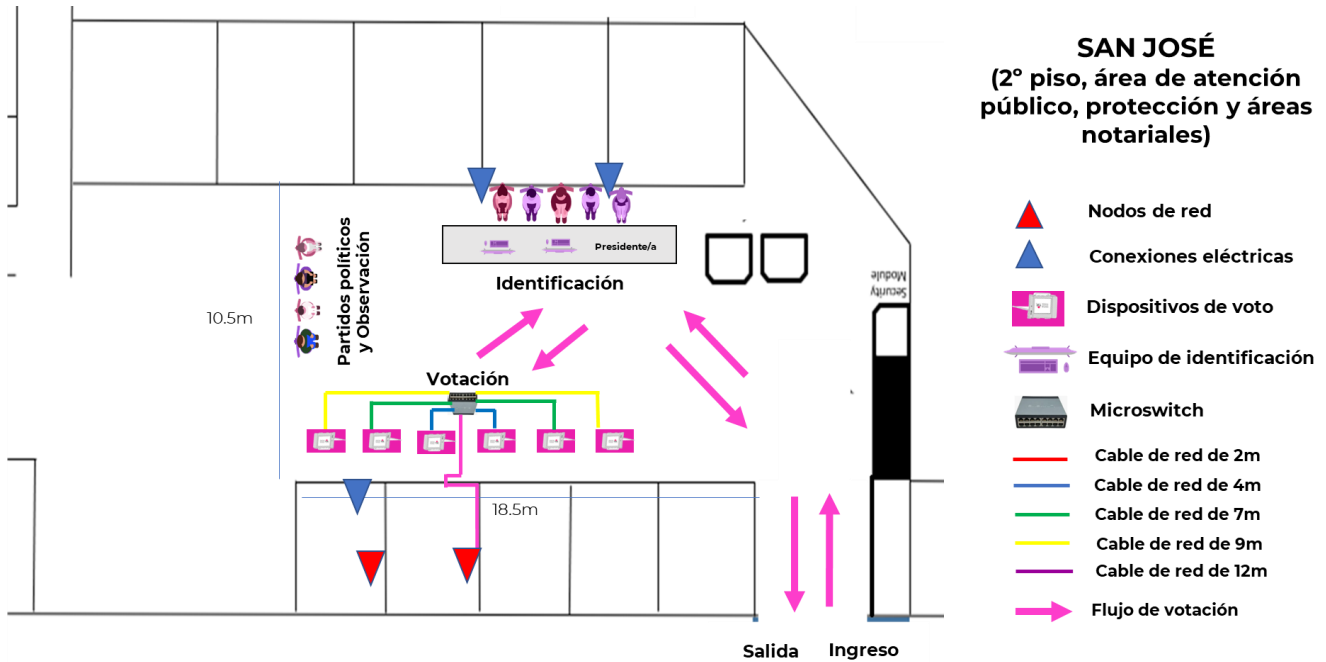 SAN JOSÉ
(2º piso, área de atención
público, protección y áreas
notariales)
Nodos de red
Conexiones eléctricas
Dispositivos de voto
Equipo de identificación
Microswitch
Cable de red de 2m
Cable de red de 4m
Cable de red de 7m
Cable de red de 9m
Cable de red de 12m
Flujo de votación
Presidente/a
Identificación
Partidos políticos
y Observación
10.5m
Security
Module
Votación
18.5m
Salida
Ingreso